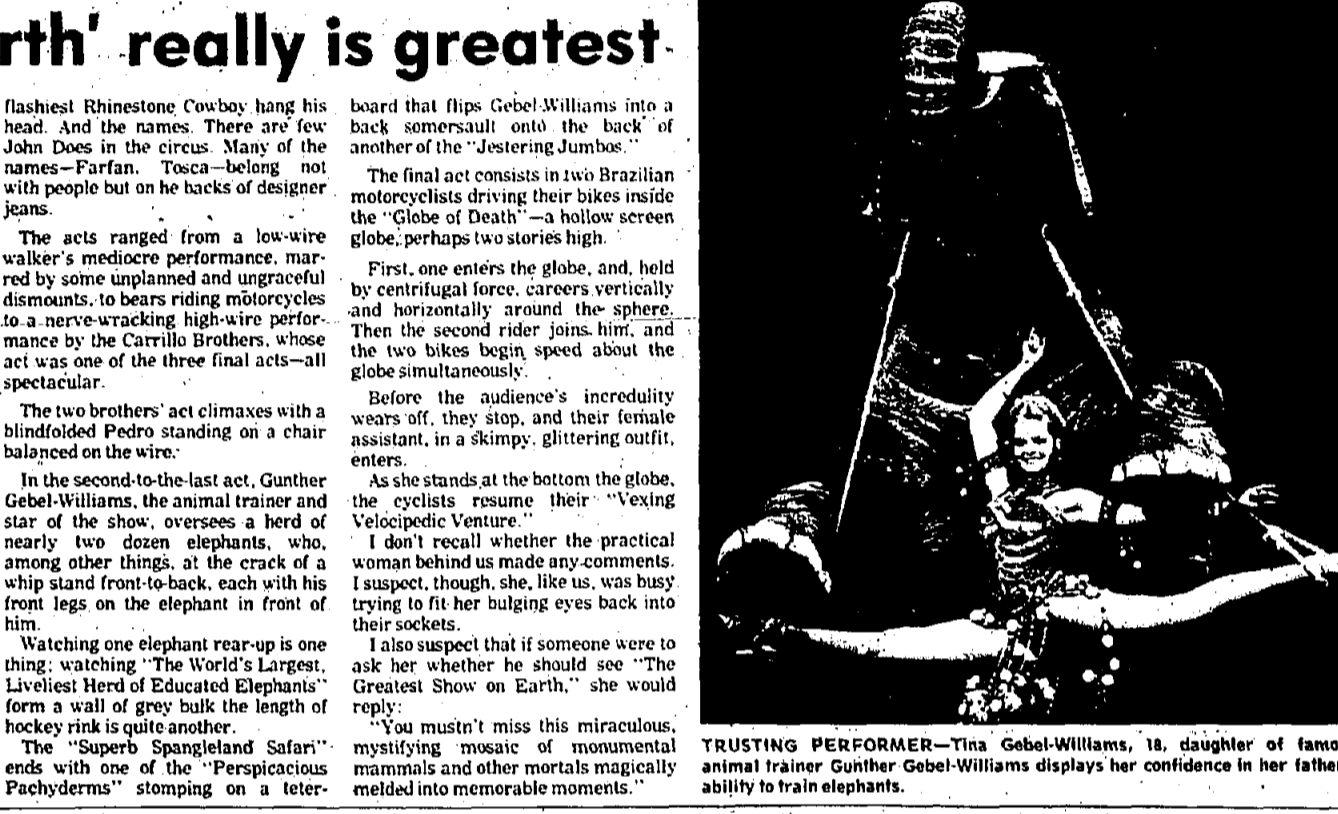 rth' really is greatest
flashiest Rhinestone Cowboy hang his
head. And the names. There are few
John Does in the circus. Many of the
names—Farfan, Tosca—belong not
with people but on he backs of designer
jeans.
The acts ranged from a low-wire
walker's mediocre performance, mar-
red by some unplanned and ungraceful
dismounts, to bears riding motorcycles
to a nerve-wracking high-wire perfor-
mance by the Carrillo Brothers, whose
act was one of the three final acts—all
spectacular.
The two brothers' act climaxes with a
blindfolded Pedro standing on a chair
balanced on the wire.
In the second-to-the-last act, Gunther
Gebel-Williams, the animal trainer and
star of the show, oversees a herd of
nearly two dozen elephants, who,
among other things, at the crack of a
whip stand front-to-back, each with his
front legs on the elephant in front of
him.
Watching one elephant rear-up is one
thing; watching "The World's Largest,
Liveliest Herd of Educated Elephants"
form a wall of grey bulk the length of
hockey rink is quite another.
The "Superb Spangleland Safari"
ends with one of the "Perspicacious
Pachyderms" stomping on a teter-
board that flips Gebel-Williams into a
back somersault onto the back of
another of the "Jestering Jumbos."
The final act consists in two Brazilian
motorcyclists driving their bikes inside
the "Globe of Death"—a hollow screen
globe, perhaps two stories high.
First, one enters the globe, and, held
by centrifugal force, careers vertically
and horizontally around the sphere.
Then the second rider joins him, and
the two bikes begin speed about the
globe simultaneously.
Before the audience's incredulity
wears off, they stop, and their female
assistant, in a skimpy, glittering outfit,
enters.
As she stands at the bottom the globe,
the cyclists resume their "Vexing
Velocipedic Venture."
I don't recall whether the practical
woman behind us made any comments.
I suspect, though, she, like us, was busy
trying to fit her bulging eyes back into
their sockets.
I also suspect that if someone were to
ask her whether he should see "The
Greatest Show on Earth," she would
reply:
"You mustn't miss this miraculous,
mystifying mosaic of monumental
mammals and other mortals magically
melded into memorable moments."
TRUSTING PERFORMER—Tina Gebel-Williams, 18, daughter of famo
animal trainer Gunther Gebel-Williams displays her confidence in her father
ability to train elephants.